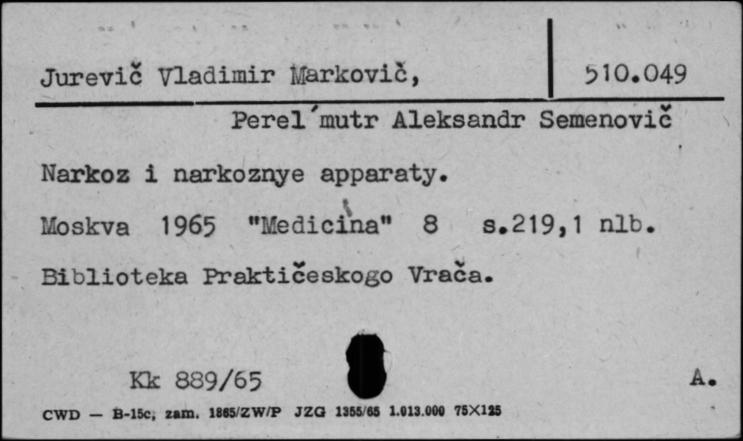 Jurevič Vladimir Markovič, 510.049
Perel´mutr Aleksandr Semenovič
Narkoz i narkoznye apparaty.
Moskva 1965 "Medicina" 8 s.219,1 nlb.
Biblioteka Praktičeskogo Vrača.
Kk 889/65 A.
CWD — B-15c, zam. 1865/ZW/P JZG 1355/65 1.013.000 75X125